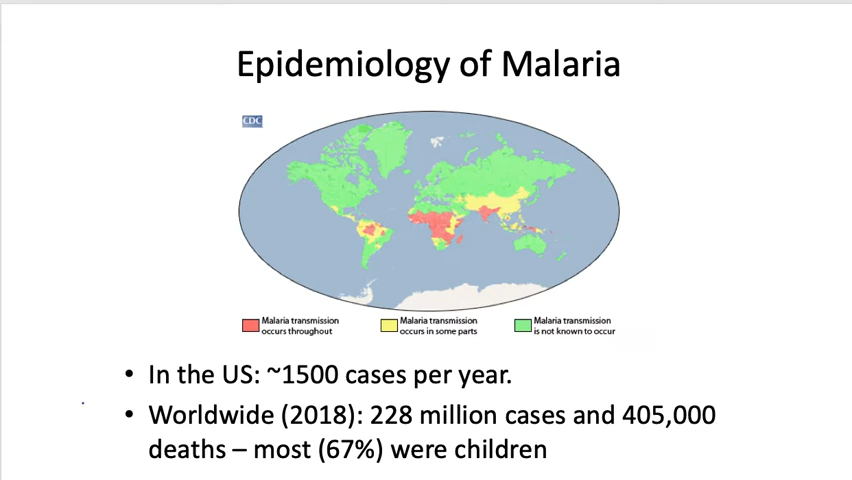 Epidemiology of Malaria
CDC
Malaria transmission
occurs throughout
Malaria transmission
occurs in some parts
Malaria transmission
is not known to occur
• In the US: ~1500 cases per year.
• Worldwide (2018): 228 million cases and 405,000
deaths – most (67%) were children